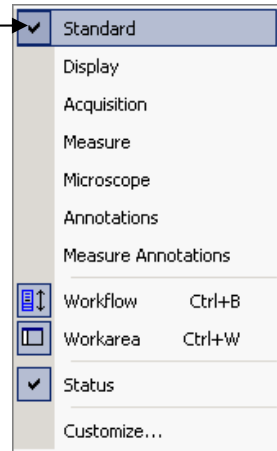 Standard
Display
Acquisition
Measure
Microscope
Annotations
Measure Annotations
Workflow Ctrl+B
Workarea Ctrl+W
Status
Customize...